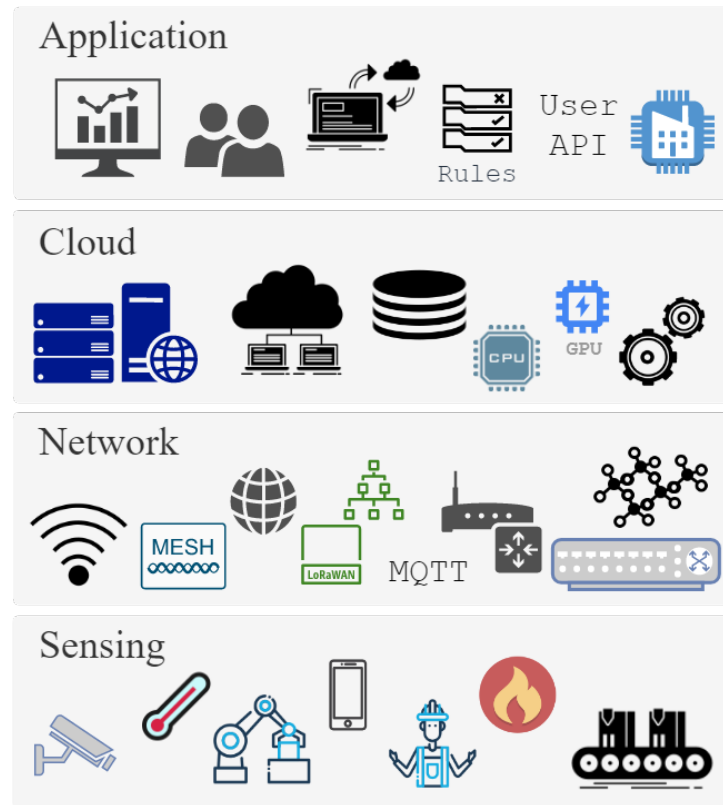 Application
Rules
User
API
Cloud
CPU
GPU
Network
MESH
LoRaWAN
MQTT
Sensing